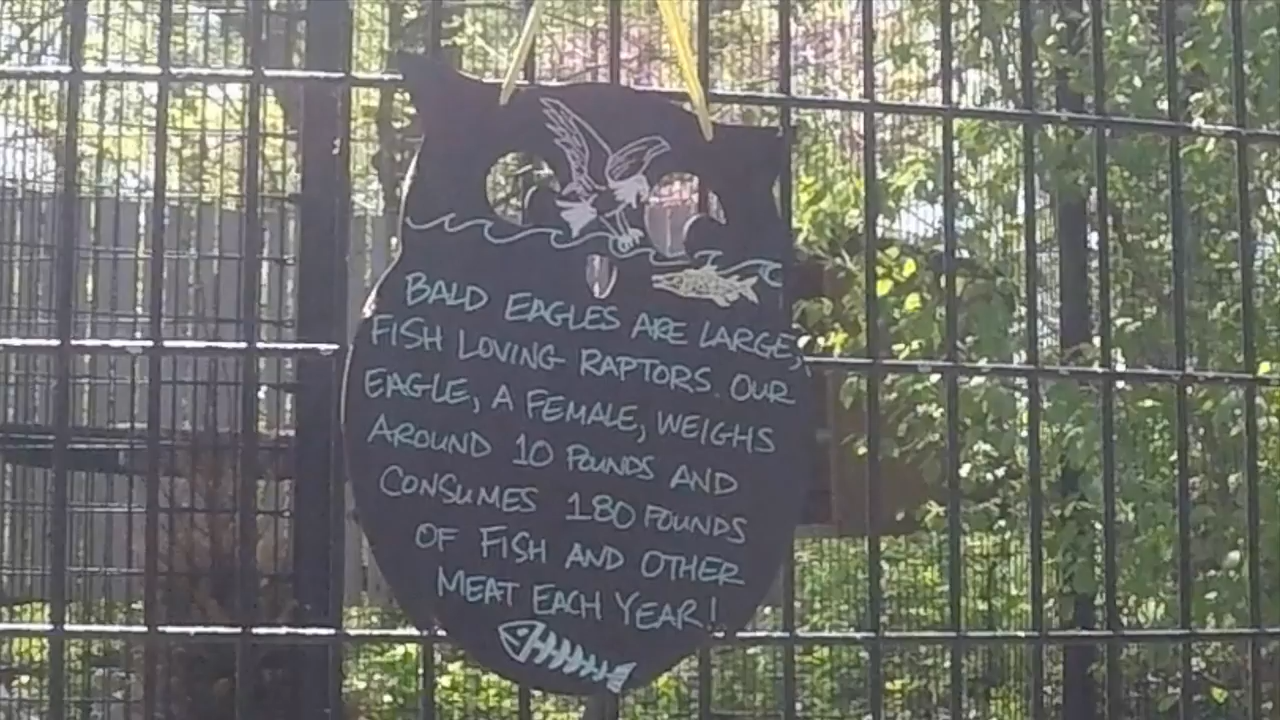 BALD EAGLES ARE LARGE,
FISH LOVING RAPTORS. OUR
EAGLE, A FEMALE, WEIGHS
AROUND 10 POUNDS AND
CONSUMES 180 POUNDS
OF FISH AND OTHER
MEAT EACH YEAR!